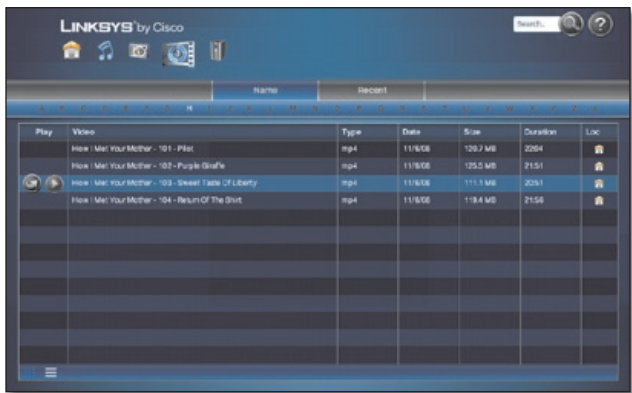 LINKSYS by Cisco
Search..
?
Name Recent
Play Video Type Date Size Duration Loc
How I Met Your Mother - 101 - Pilot mp4 11/6/08 120.7 MB 22:04
How I Met Your Mother - 102 - Purple Giraffe mp4 11/6/08 125.5 MB 21:51
How I Met Your Mother - 103 - Sweet Taste Of Liberty mp4 11/6/08 111.1 MB 20:51
How I Met Your Mother - 104 - Return Of The Shirt mp4 11/6/08 119.4 MB 21:56